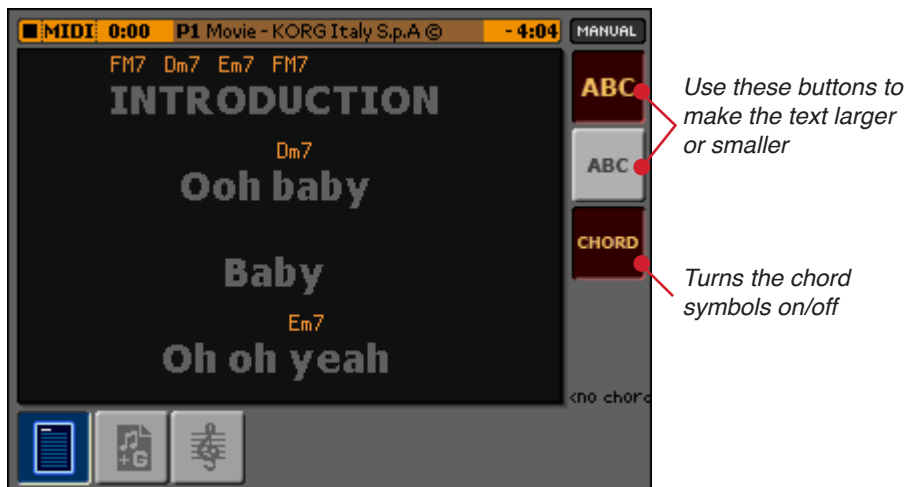 MIDI 0:00 P1 Movie - KORG Italy S.p.A © - 4:04 MANUAL
FM7 Dm7 Em7 FM7
INTRODUCTION
Dm7
Ooh baby
Baby
Em7
Oh oh yeah
ABC
ABC
CHORD
<no chord
+G
Use these buttons to
make the text larger
or smaller
Turns the chord
symbols on/off